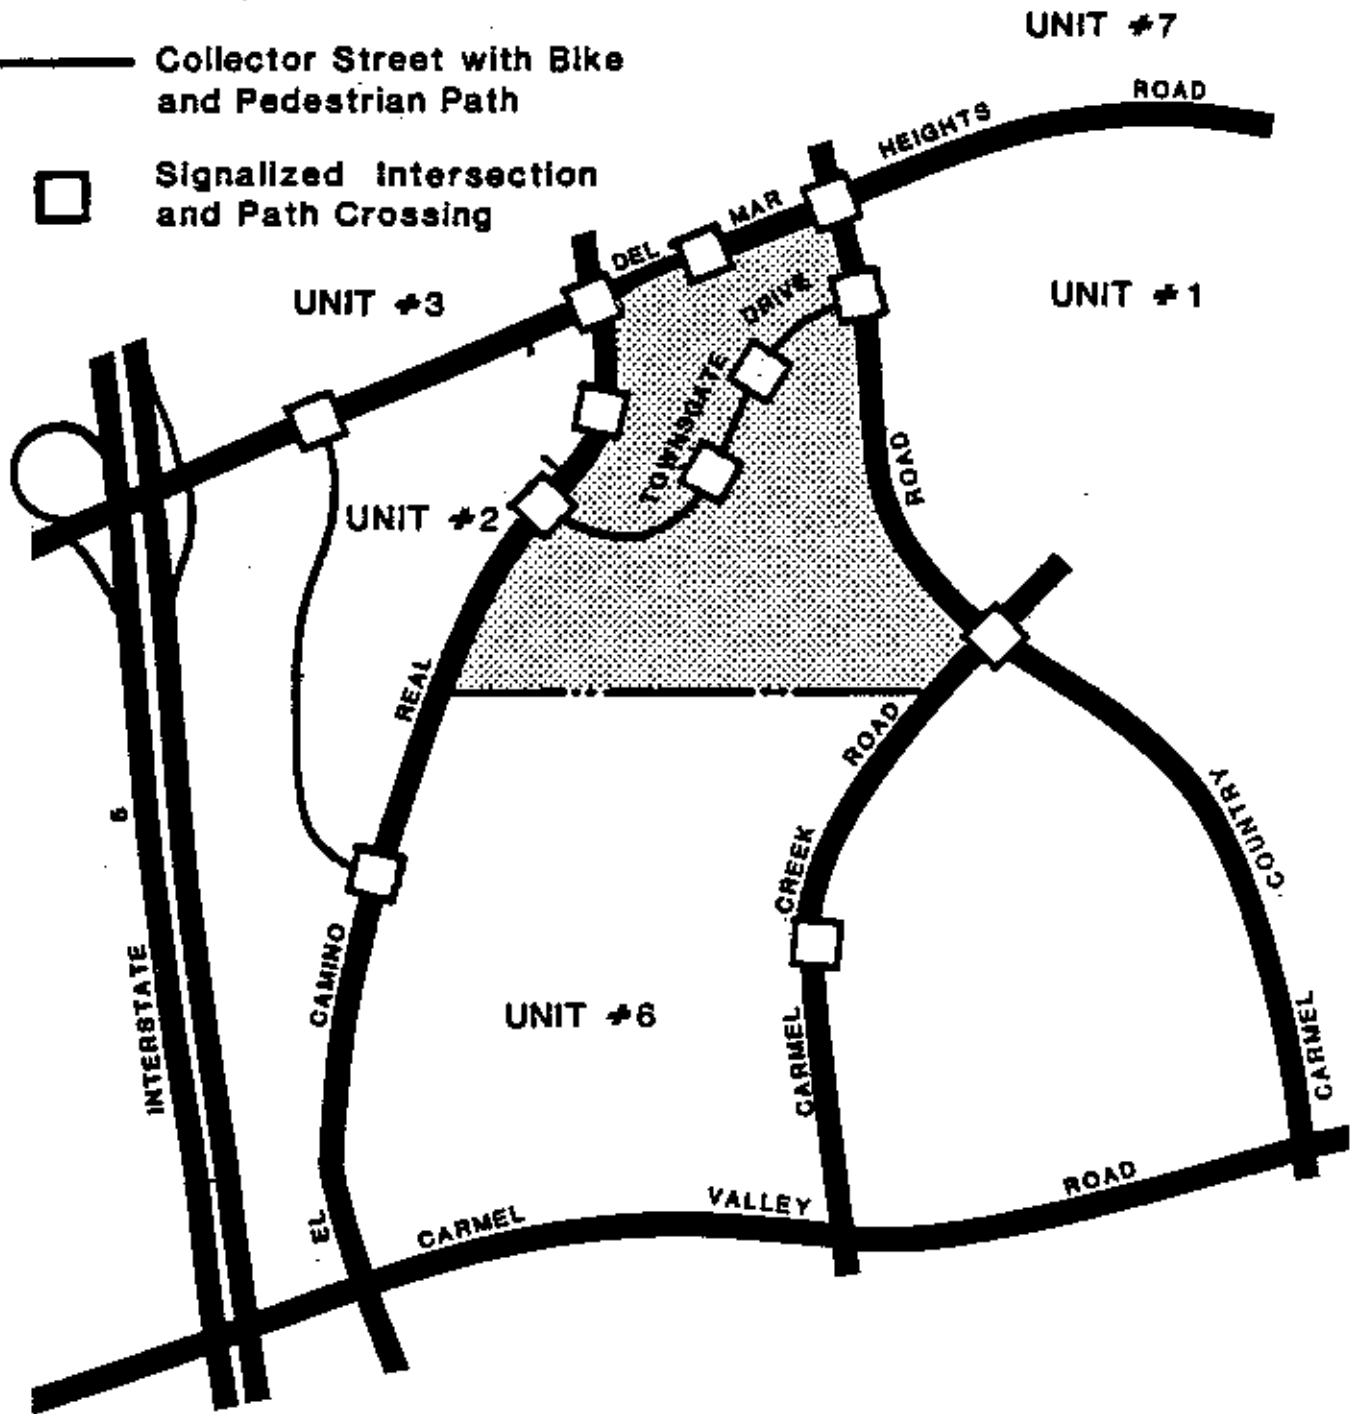 UNIT #7
Collector Street with Bike
and Pedestrian Path
Signalized Intersection
and Path Crossing
ROAD
HEIGHTS
MAR
DEL
UNIT #3
UNIT #1
DRIVE
TOWNSGATE
ROAD
UNIT #2
REAL
ROAD
COUNTRY
5
CREEK
CAMINO
INTERSTATE
UNIT #6
CARMEL
CARMEL
EL
CARMEL
VALLEY
ROAD